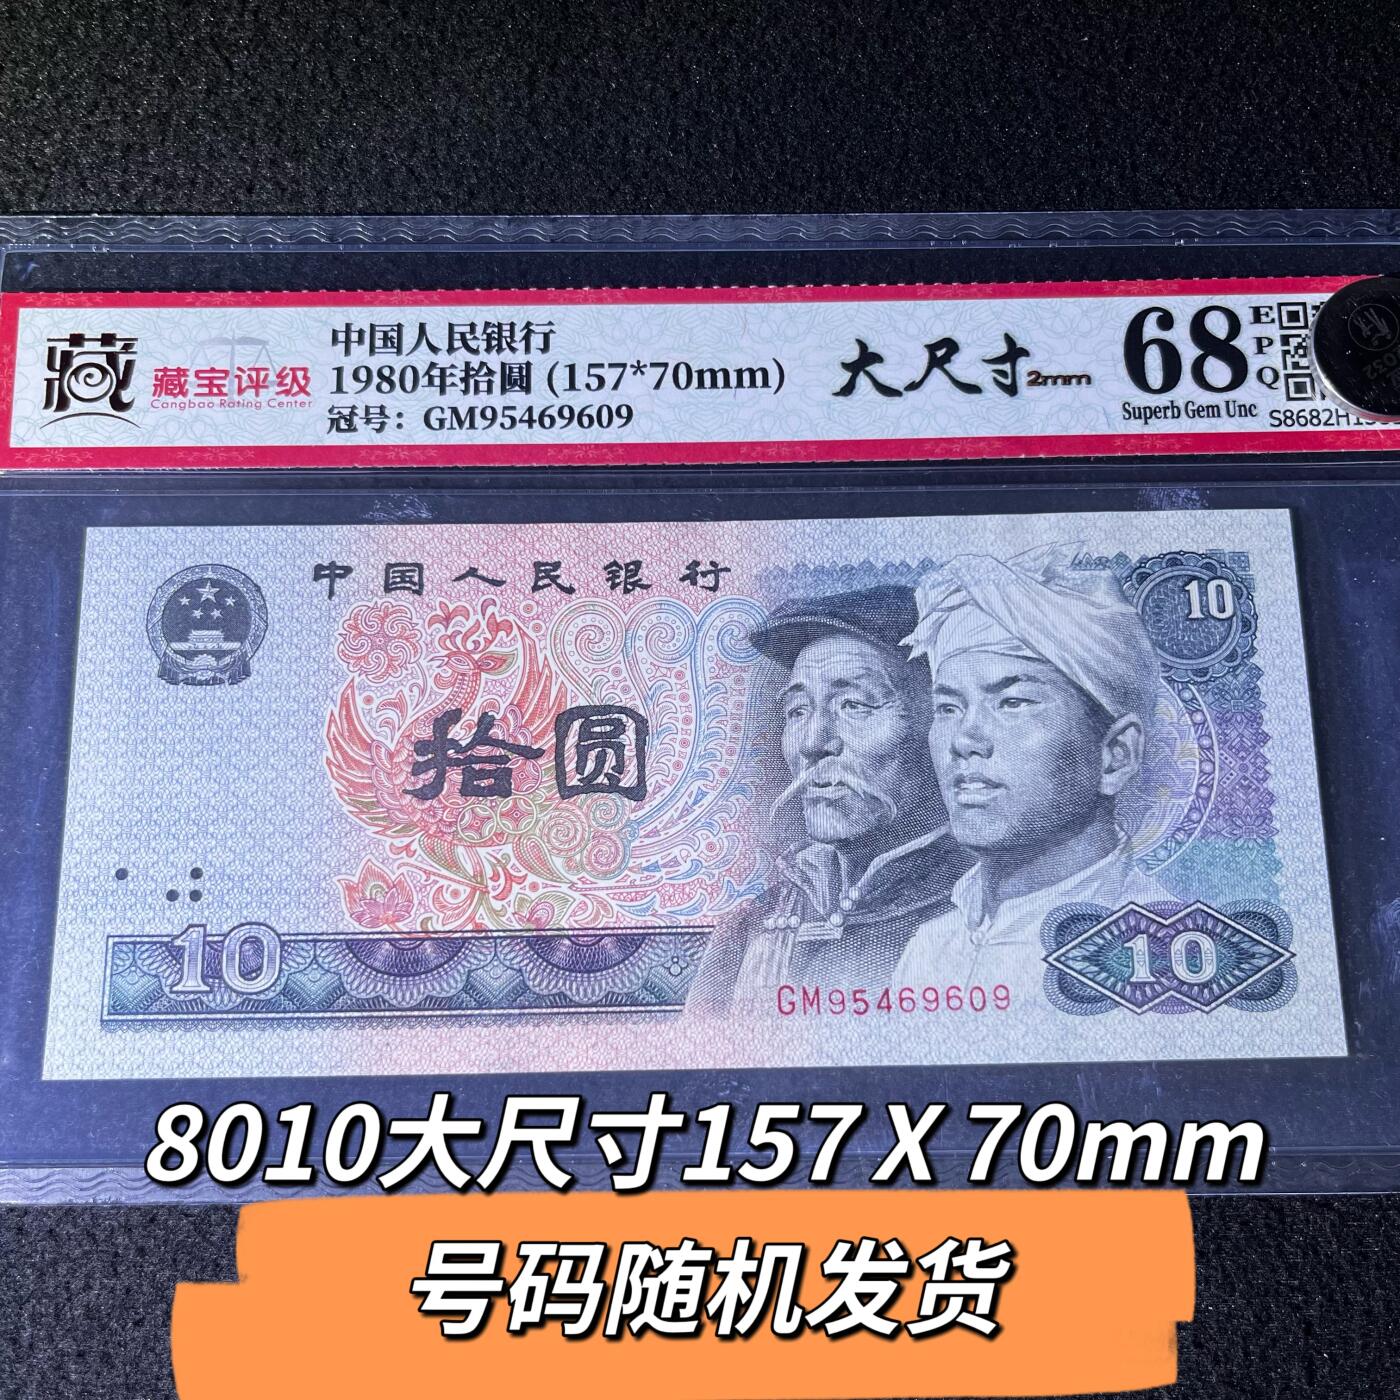 藏
藏宝评级
Cangbao Rating Center
中国人民银行
1980年拾圆 (157*70mm)
冠号：GM95469609
大尺寸2mm
68
EPQ
Superb Gem Unc
中国人民银行
10
拾圆
10
GM95469609
10
8010大尺寸157 X 70mm
号码随机发货